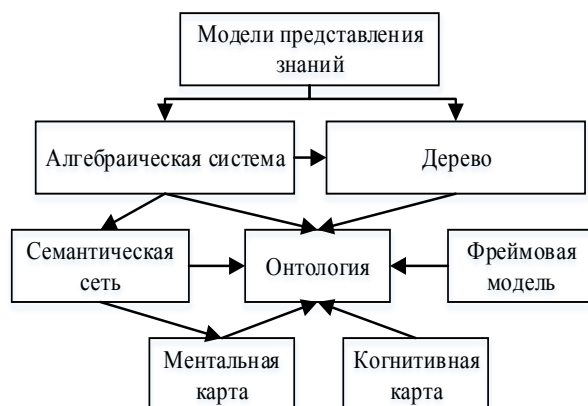 Модели представления
знаний
Алгебраическая система
Дерево
Семантическая
сеть
Онтология
Фреймовая
модель
Ментальная
карта
Когнитивная
карта